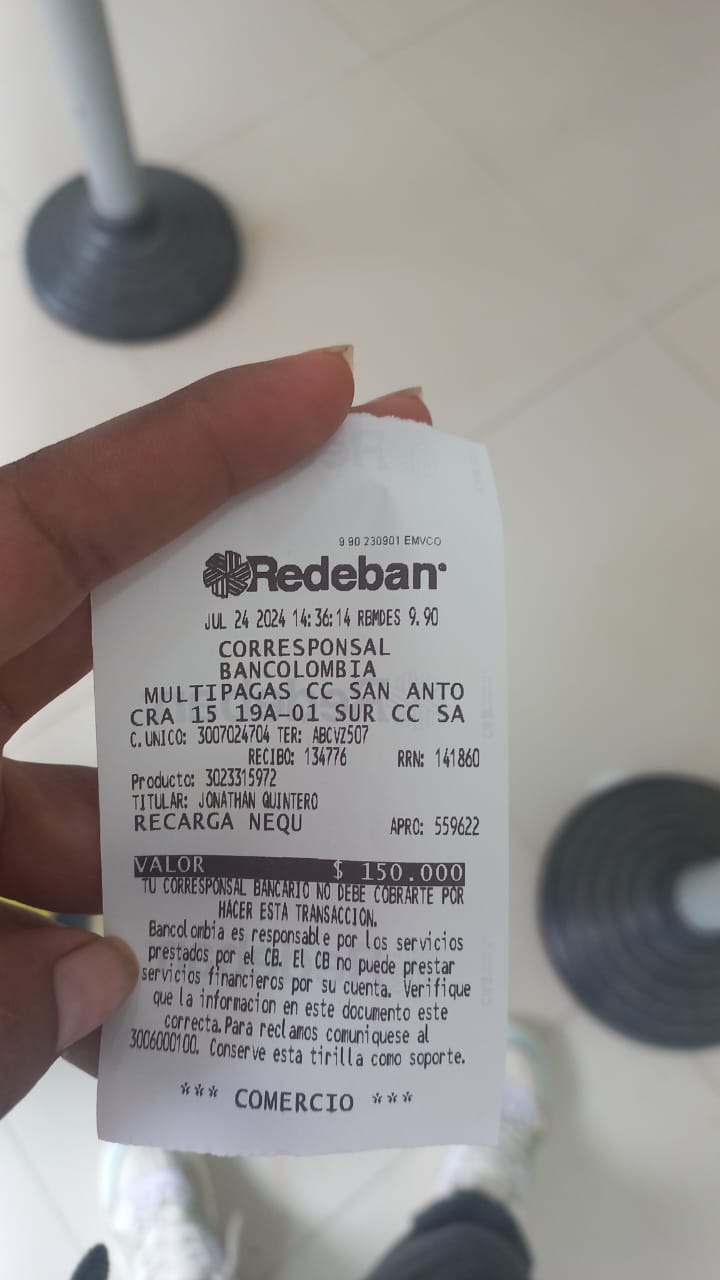 9.90 230901 EMVCO
Redeban
JUL 24 2024 14:36:14 RBMDES 9.90
CORRESPONSAL
BANCOLOMBIA
MULTIPAGAS CC SAN ANTO
CRA 15 19A-01 SUR CC SA
C.UNICO: 3007024704 TER: ABCVZ507
RECIBO: 134776 RRN: 141860
Producto: 3023315972
TITULAR: JONATHAN QUINTERO
RECARGA NEQU APRO: 559622
VALOR $ 150.000
TU CORRESPONSAL BANCARIO NO DEBE COBRARTE POR
HACER ESTA TRANSACCION.
Bancolombia es responsable por los servicios
prestados por el CB. El CB no puede prestar
servicios financieros por su cuenta. Verifique
que la informacion en este documento este
correcta.Para reclamos comuniquese al
3006000100. Conserve esta tirilla como soporte.
*** COMERCIO ***